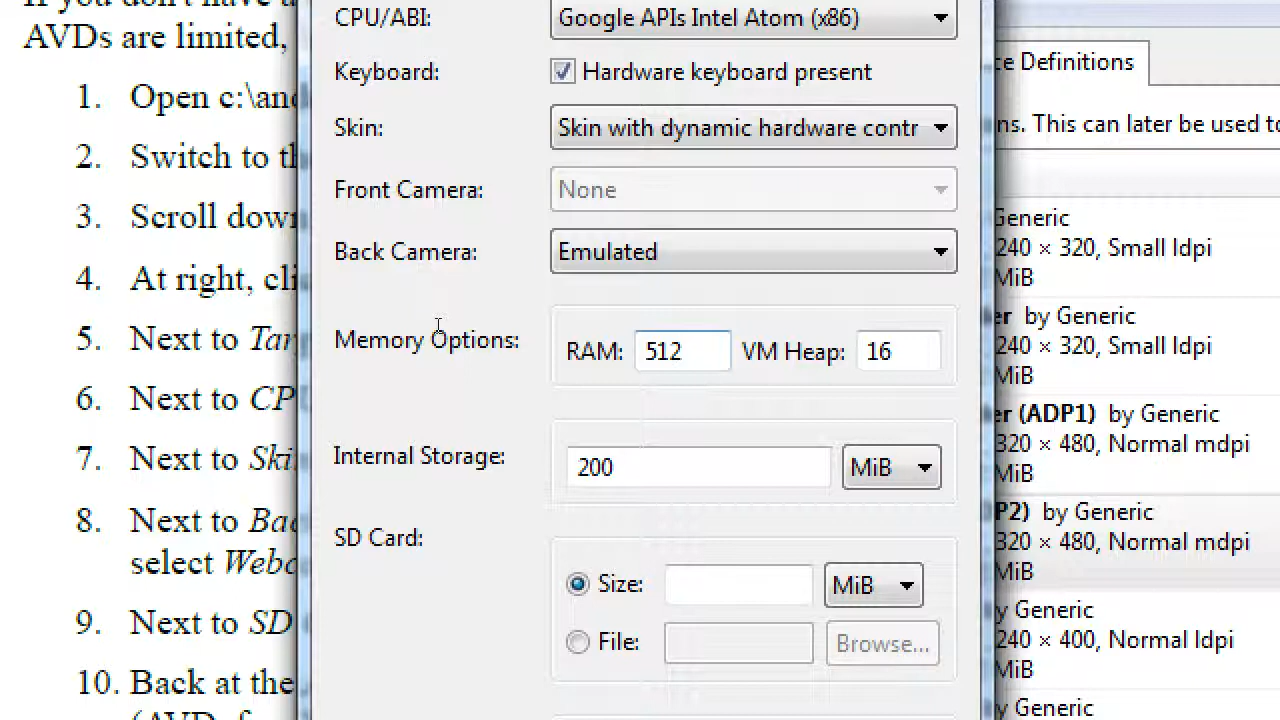 AVDs are limited,
1. Open c:\and
2. Switch to th
3. Scroll down
4. At right, cli
5. Next to Tar
6. Next to CP
7. Next to Ski
8. Next to Bac
select Webc
9. Next to SD
10. Back at the
CPU/ABI: Google APIs Intel Atom (x86)
Keyboard: Hardware keyboard present
Skin: Skin with dynamic hardware contr
Front Camera: None
Back Camera: Emulated
Memory Options: RAM: 512 VM Heap: 16
Internal Storage: 200 MiB
SD Card:
Size: MiB
File: Browse...
ce Definitions
ns. This can later be used to
Generic
240 × 320, Small ldpi
MiB
er by Generic
240 × 320, Small ldpi
MiB
er (ADP1) by Generic
320 × 480, Normal mdpi
MiB
P2) by Generic
320 × 480, Normal mdpi
MiB
y Generic
240 × 400, Normal ldpi
MiB
y Generic